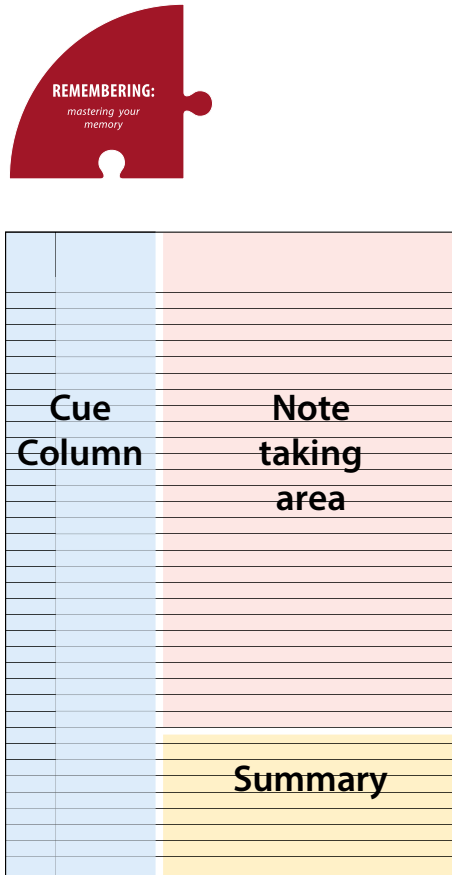 REMEMBERING:
mastering your
memory
Cue
Column
Note
taking
area
Summary